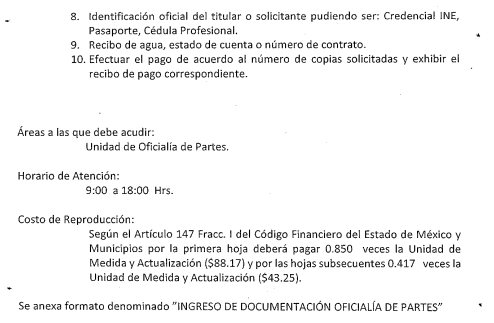 8. Identificación oficial del titular o solicitante pudiendo ser: Credencial INE,
Pasaporte, Cédula Profesional.
9. Recibo de agua, estado de cuenta o número de contrato.
10. Efectuar el pago de acuerdo al número de copias solicitadas y exhibir el
recibo de pago correspondiente.
Áreas a las que debe acudir:
Unidad de Oficialía de Partes.
Horario de Atención:
9:00 a 18:00 Hrs.
Costo de Reproducción:
Según el Artículo 147 Fracc. I del Código Financiero del Estado de México y
Municipios por la primera hoja deberá pagar 0.850 veces la Unidad de
Medida y Actualización ($88.17) y por las hojas subsecuentes 0.417 veces la
Unidad de Medida y Actualización ($43.25).
Se anexa formato denominado "INGRESO DE DOCUMENTACIÓN OFICIALÍA DE PARTES"